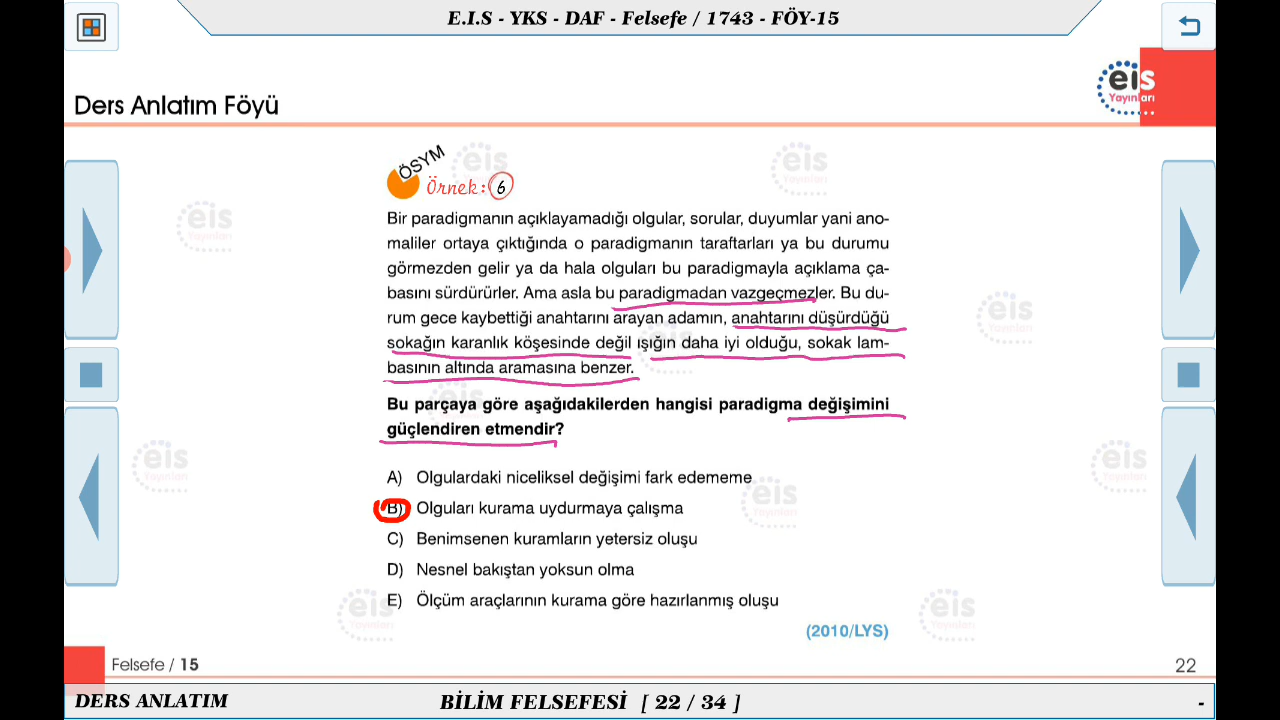 E.I.S - YKS - DAF - Felsefe / 1743 - FÖY-15
eis
Yayınları
Ders Anlatım Föyü
ÖSYM
Örnek: 6
Bir paradigmanın açıklayamadığı olgular, sorular, duyumlar yani ano-
maliler ortaya çıktığında o paradigmanın taraftarları ya bu durumu
görmezden gelir ya da hala olguları bu paradigmayla açıklama ça-
basını sürdürürler. Ama asla bu paradigmadan vazgeçmezler. Bu du-
rum gece kaybettiği anahtarını arayan adamın, anahtarını düşürdüğü
sokağın karanlık köşesinde değil ışığın daha iyi olduğu, sokak lam-
basının altında aramasına benzer.
Bu parçaya göre aşağıdakilerden hangisi paradigma değişimini
güçlendiren etmendir?
A) Olgulardaki niceliksel değişimi fark edememe
B) Olguları kurama uydurmaya çalışma
C) Benimsenen kuramların yetersiz oluşu
D) Nesnel bakıştan yoksun olma
E) Ölçüm araçlarının kurama göre hazırlanmış oluşu
(2010/LYS)
Felsefe / 15
22
DERS ANLATIM
BİLİM FELSEFESİ [ 22 / 34 ]
-